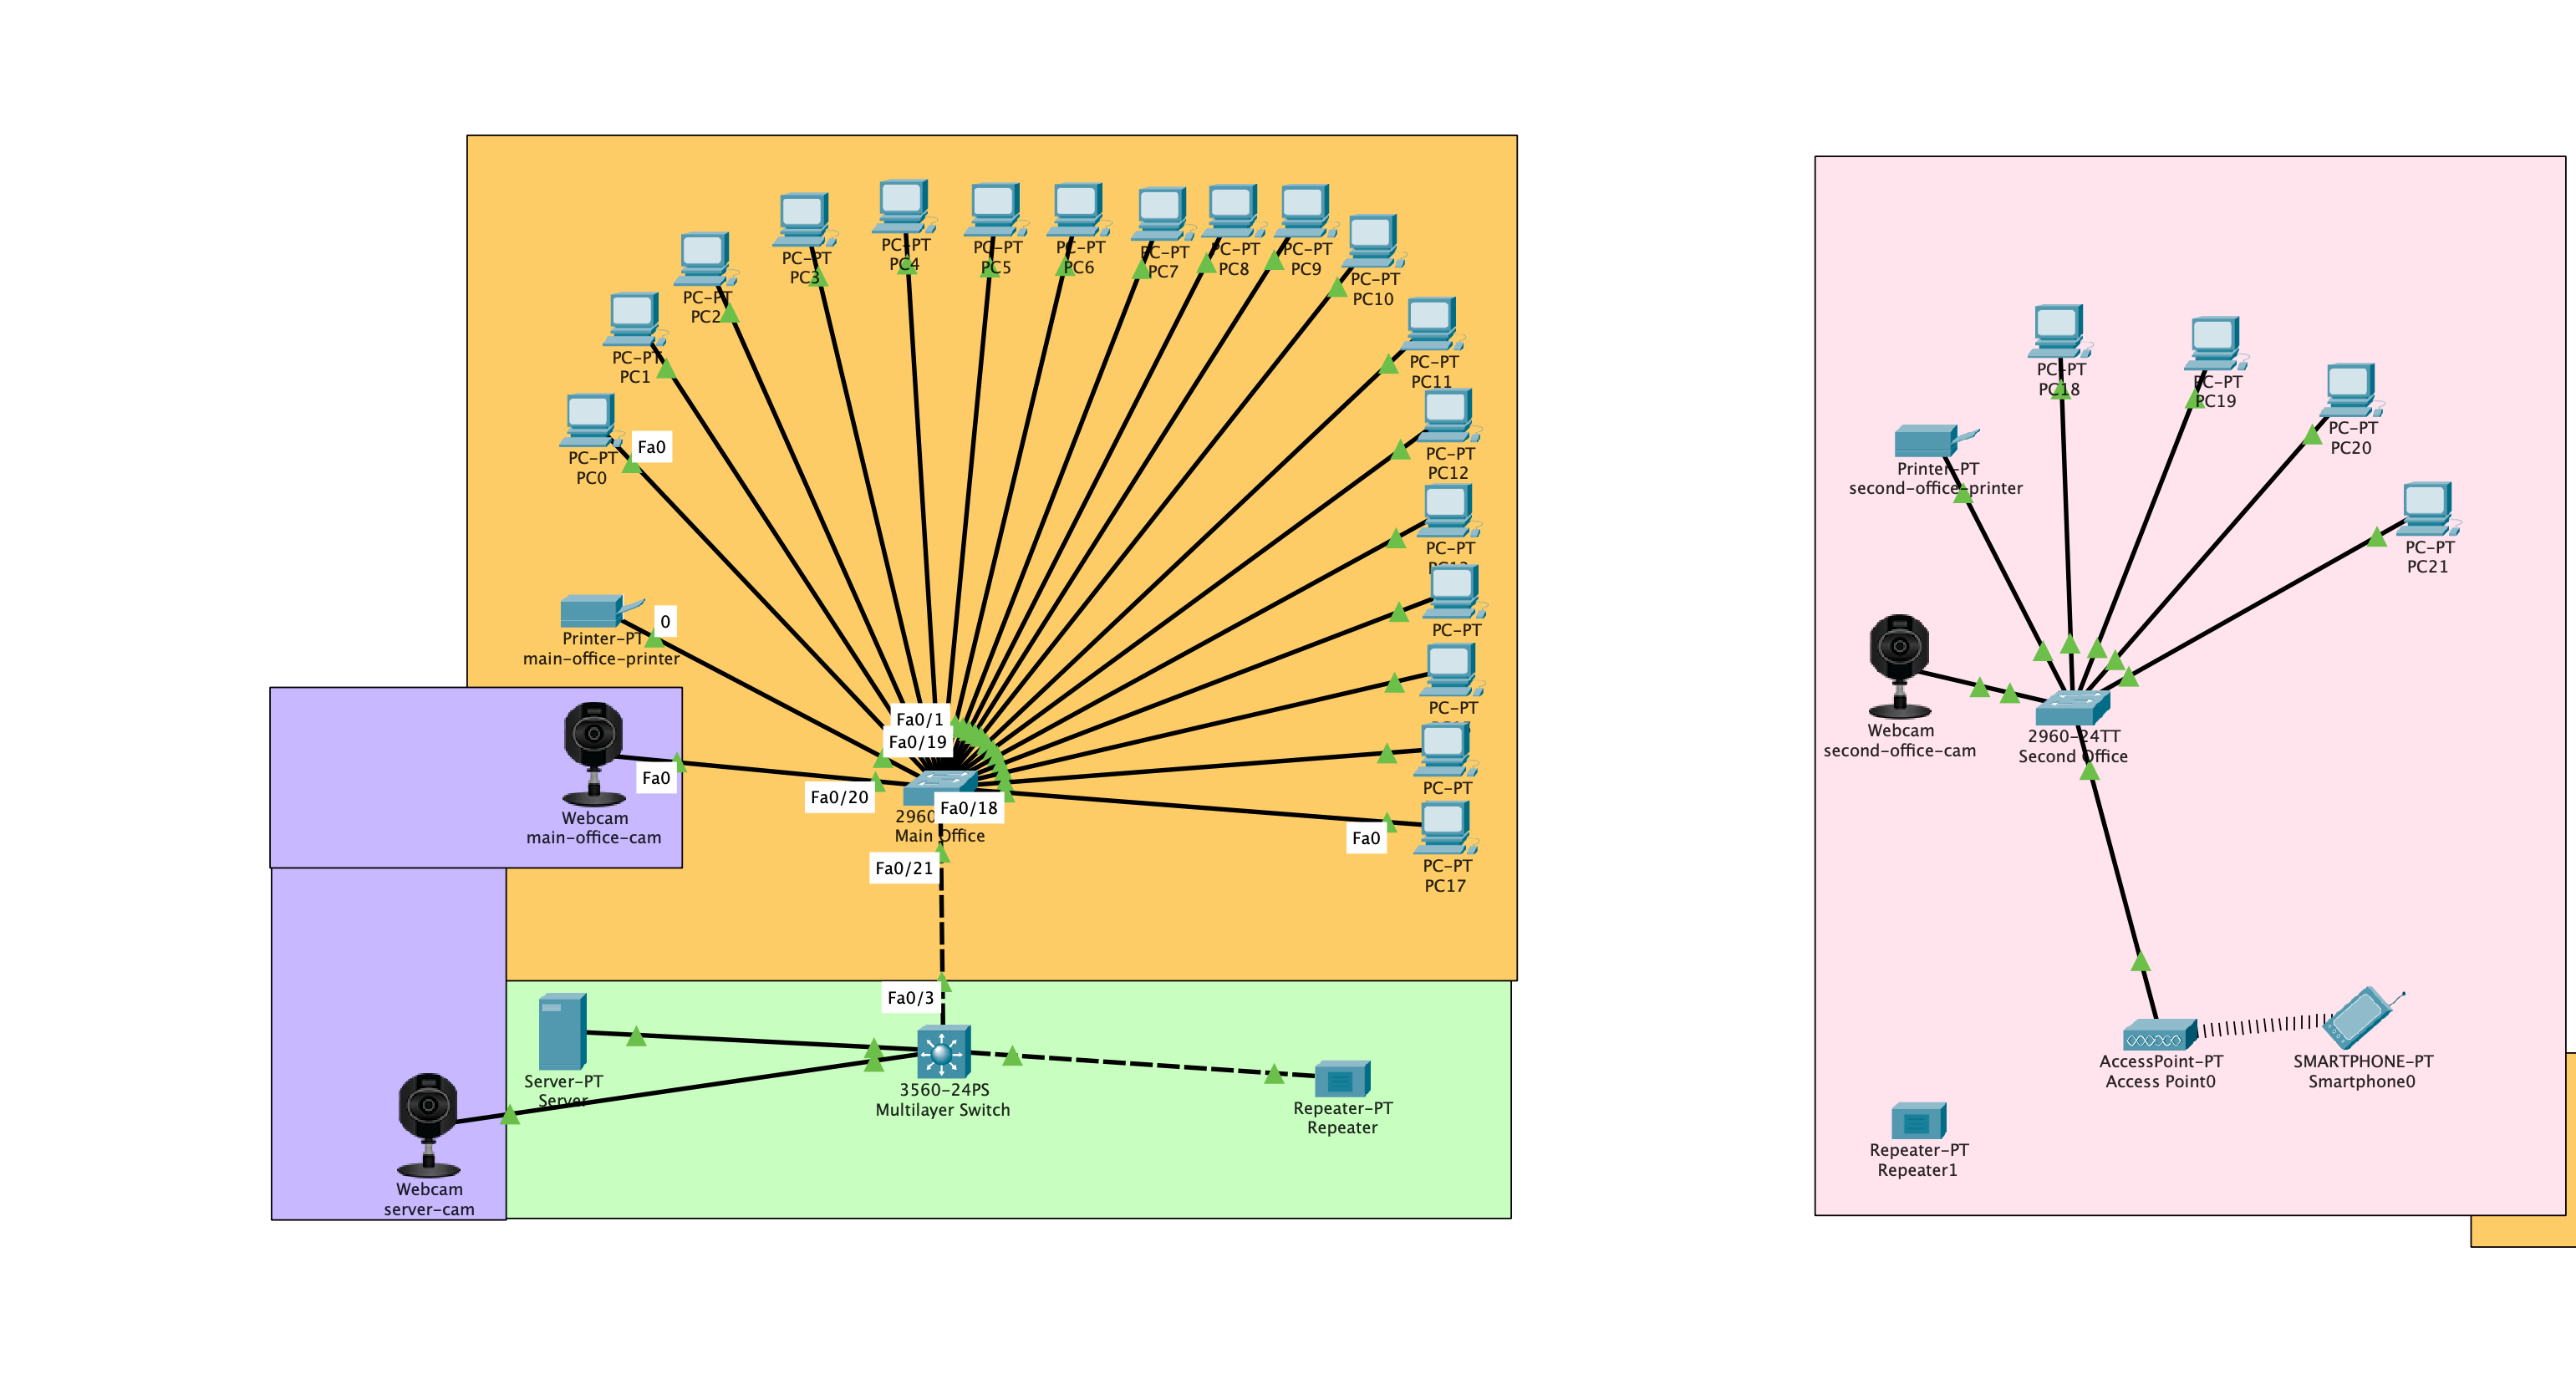 PC-PT
PC4
PC-PT
PC5
PC-PT
PC6
PC-PT
PC7
PC-PT
PC8
PC-PT
PC9
PC-PT
PC3
PC-PT
PC10
PC-PT
PC2
PC-PT
PC1
PC-PT
PC11
PC-PT
PC0
Fa0
PC-PT
PC12
PC-PT
PC-PT
Printer-PT
main-office-printer
0
PC-PT
Fa0/1
Fa0/19
Fa0
Fa0/20
Fa0/18
2960
Main Office
PC-PT
Webcam
main-office-cam
Fa0
PC-PT
PC17
Fa0/21
Fa0/3
Server-PT
Server
3560-24PS
Multilayer Switch
Repeater-PT
Repeater
Webcam
server-cam
PC-PT
PC18
PC-PT
PC19
PC-PT
PC20
Printer-PT
second-office-printer
PC-PT
PC21
Webcam
second-office-cam
2960-24TT
Second Office
AccessPoint-PT
Access Point0
SMARTPHONE-PT
Smartphone0
Repeater-PT
Repeater1